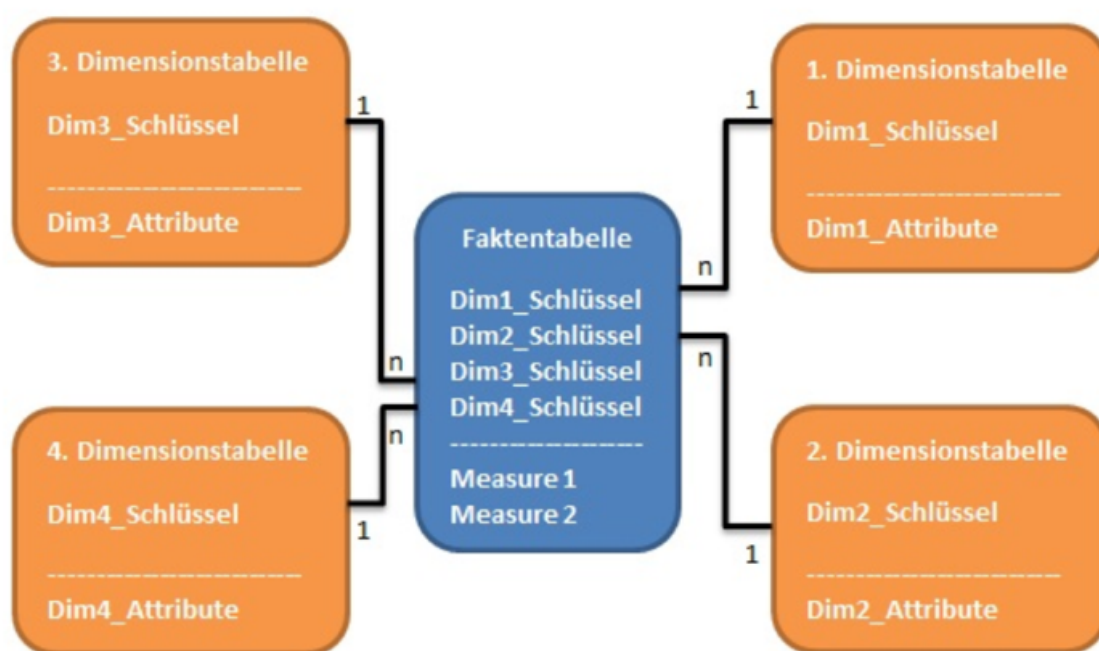 3. Dimensionstabelle
Dim3_Schlüssel
----------------------------
Dim3_Attribute
1
n
4. Dimensionstabelle
Dim4_Schlüssel
----------------------------
Dim4_Attribute
1
n
Faktentabelle
Dim1_Schlüssel
Dim2_Schlüssel
Dim3_Schlüssel
Dim4_Schlüssel
---------------------
Measure 1
Measure 2
1. Dimensionstabelle
Dim1_Schlüssel
----------------------------
Dim1_Attribute
1
n
2. Dimensionstabelle
Dim2_Schlüssel
----------------------------
Dim2_Attribute
1
n